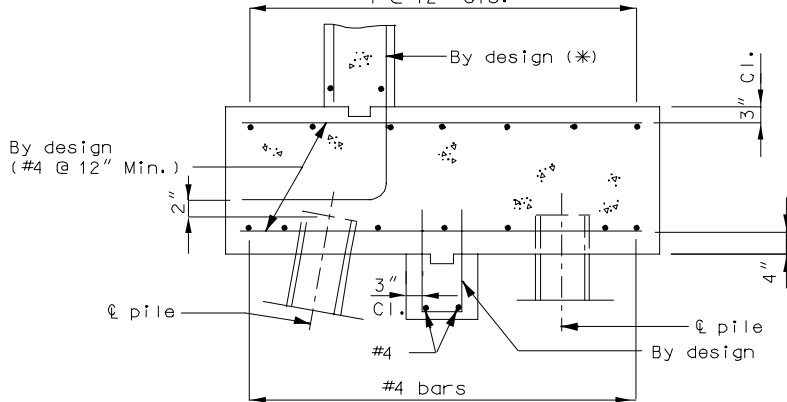 By design (✳)
3" Cl.
By design
(#4 @ 12" Min.)
2"
3"
Cl.
4"
℄ pile
℄ pile
#4
By design
#4 bars